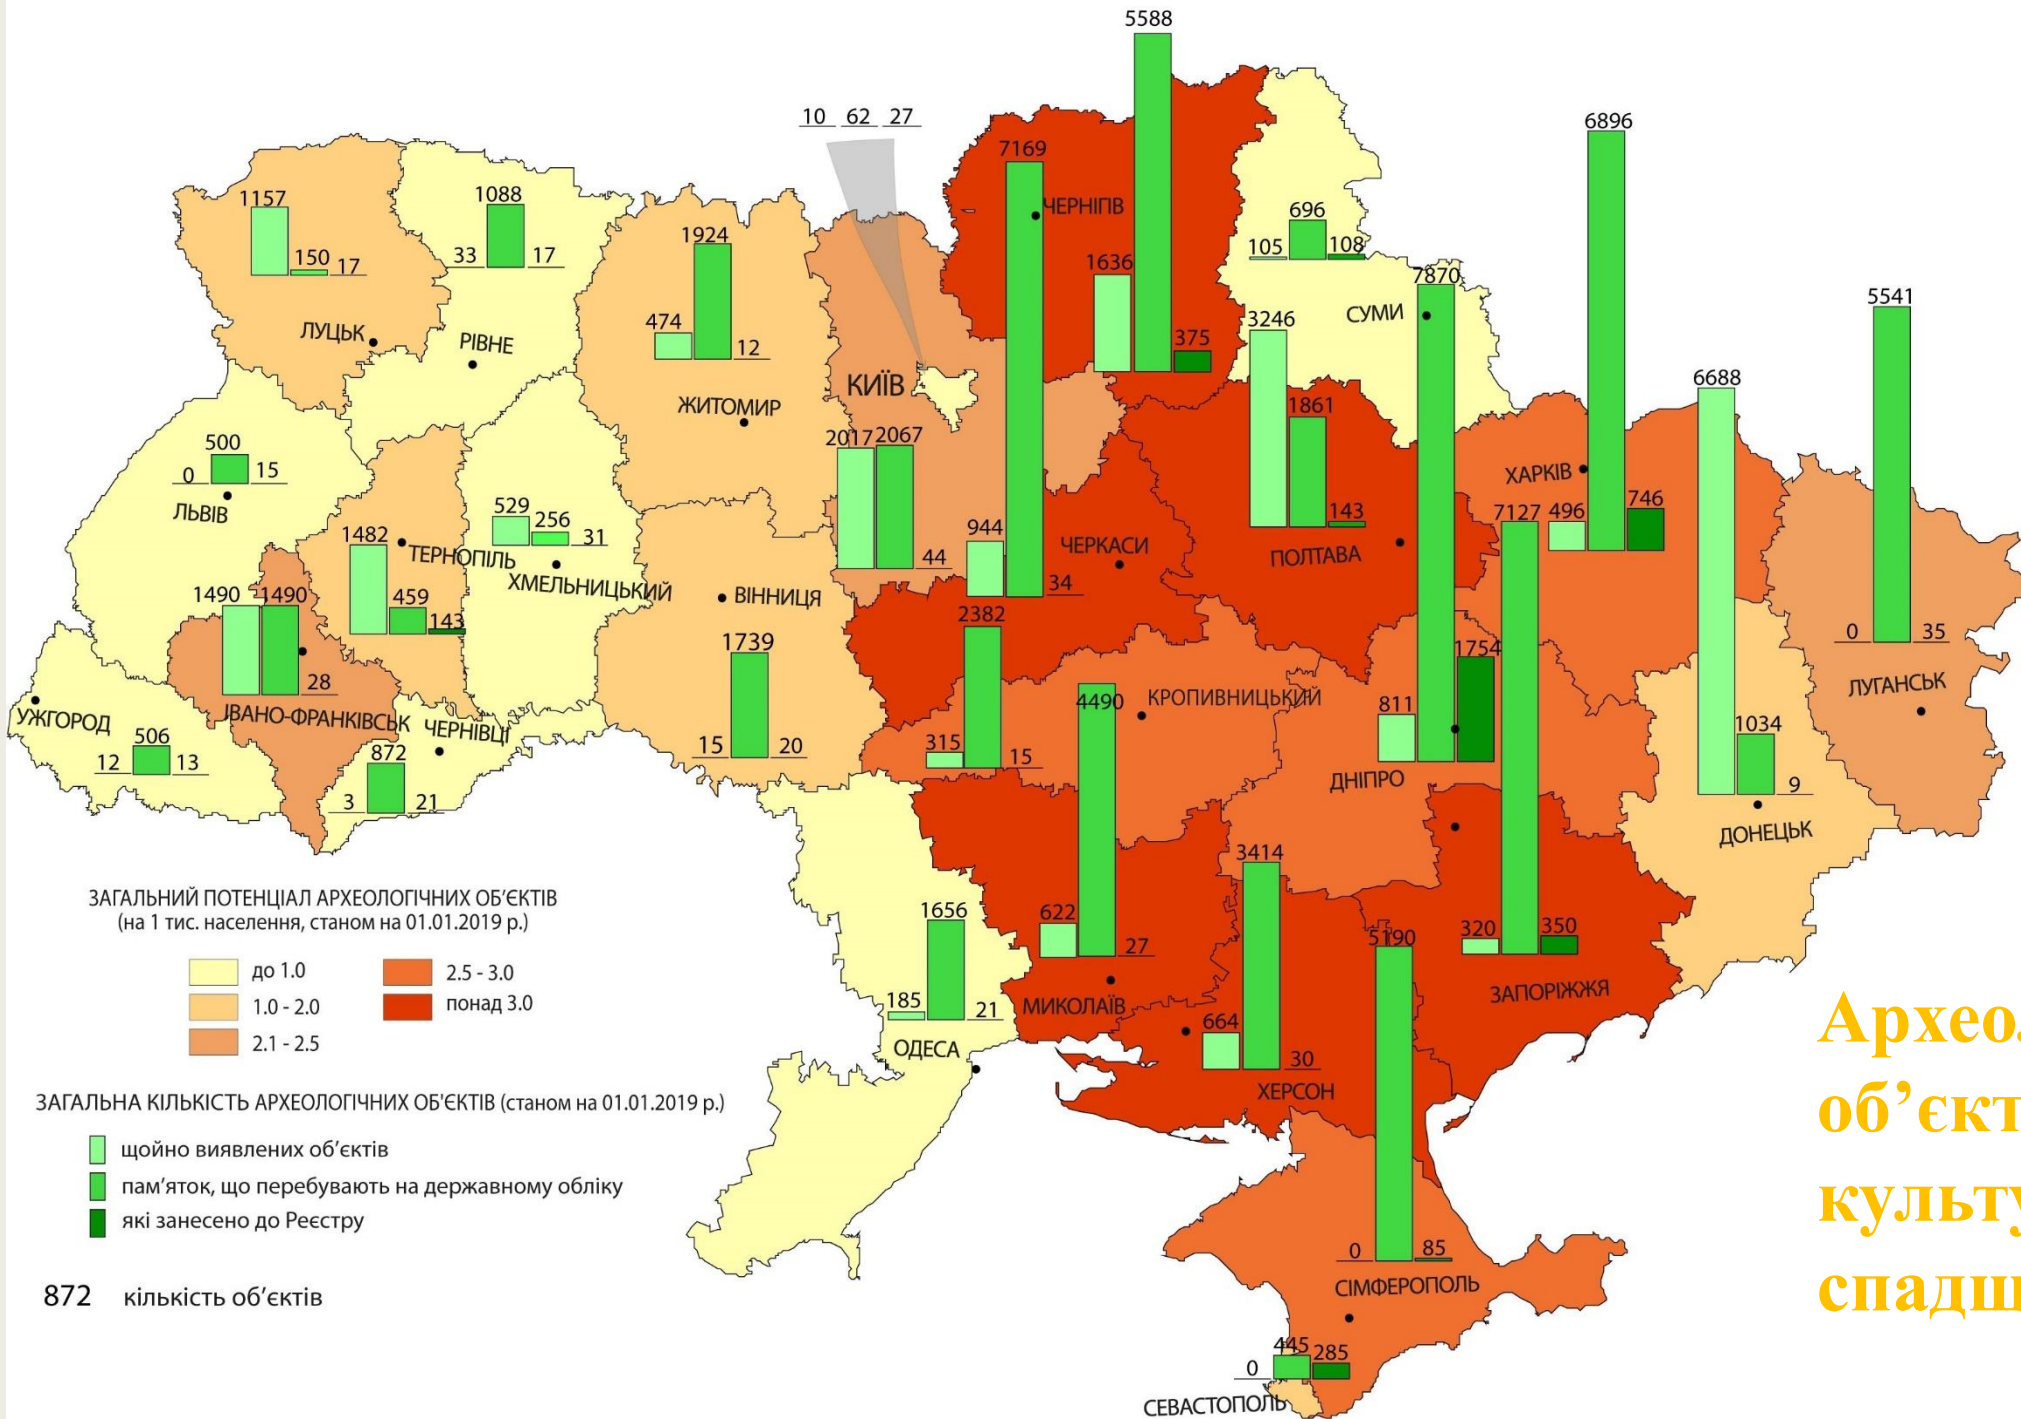 5588
10 62 27
6896
7169
1157
150
17
1088
33
17
ЧЕРНІГІВ
1636
375
696
105
108
7870
1924
474
12
5541
ЛУЦЬК
РІВНЕ
СУМИ
3246
1861
143
6688
ЖИТОМИР
КИЇВ
500
0
15
ЛЬВІВ
2017
2067
44
ХАРКІВ
496
746
7127
529
256
31
1482
459
143
ТЕРНОПІЛЬ
ХМЕЛЬНИЦЬКИЙ
944
34
ЧЕРКАСИ
ПОЛТАВА
ВІННИЦЯ
1490
1490
28
ІВАНО-ФРАНКІВСЬК
2382
315
15
1739
15
20
0
35
ЛУГАНСЬК
УЖГОРОД
506
12
13
ЧЕРНІВЦІ
872
3
21
4490
КРОПИВНИЦЬКИЙ
811
1754
ДНІПРО
1034
9
ДОНЕЦЬК
3414
622
27
МИКОЛАЇВ
5190
320
350
ЗАПОРІЖЖЯ
1656
185
21
ОДЕСА
664
30
ХЕРСОН
0
85
СІМФЕРОПОЛЬ
445
285
0
СЕВАСТОПОЛЬ
ЗАГАЛЬНИЙ ПОТЕНЦІАЛ АРХЕОЛОГІЧНИХ ОБ'ЄКТІВ
(на 1 тис. населення, станом на 01.01.2019 р.)
до 1.0
1.0 - 2.0
2.1 - 2.5
2.5 - 3.0
понад 3.0
ЗАГАЛЬНА КІЛЬКІСТЬ АРХЕОЛОГІЧНИХ ОБ'ЄКТІВ (станом на 01.01.2019 р.)
щойно виявлених об'єктів
пам'яток, що перебувають на державному обліку
які занесено до Реєстру
872 кількість об'єктів